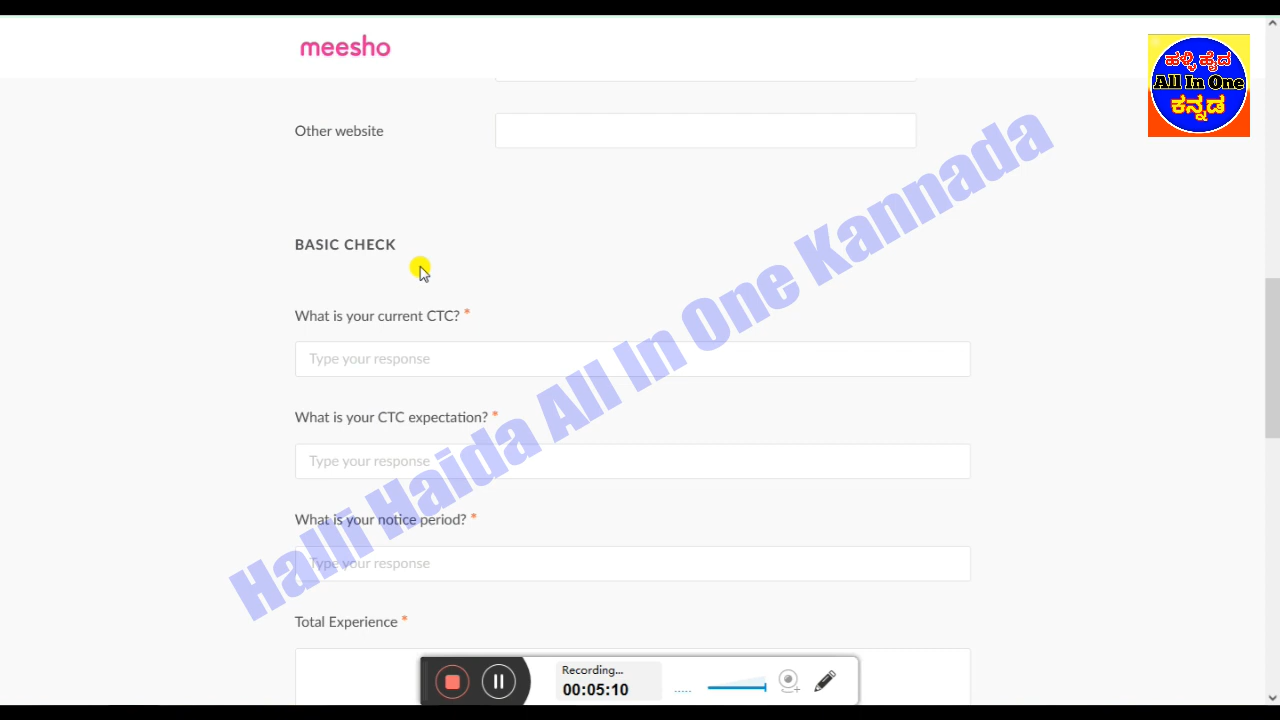 meesho
ಹಳ್ಳಿ ಹೈದ
All In One
ಕನ್ನಡ
Other website
BASIC CHECK
What is your current CTC? *
Type your response
What is your CTC expectation? *
Type your response
What is your notice period? *
Type your response
Total Experience *
Halli Haida All In One Kannada
Recording...
00:05:10